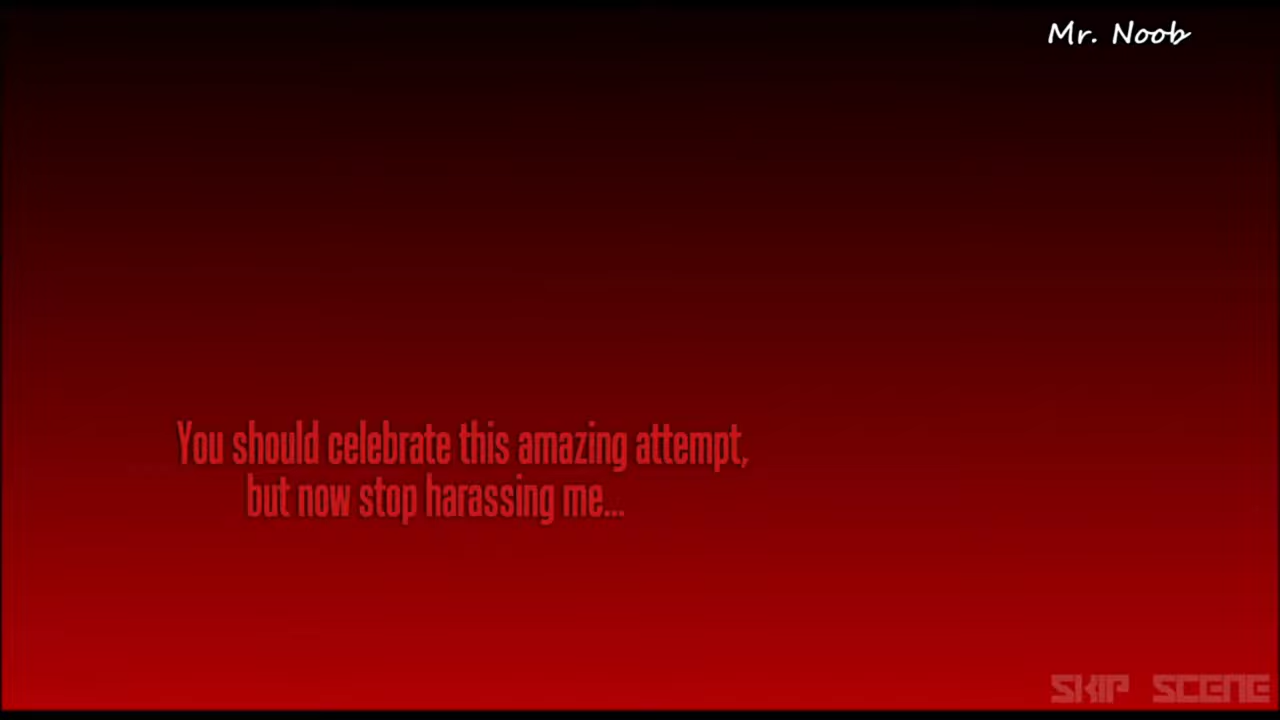 Mr. Noob
You should celebrate this amazing attempt,
but now stop harassing me...
SKIP SCENE